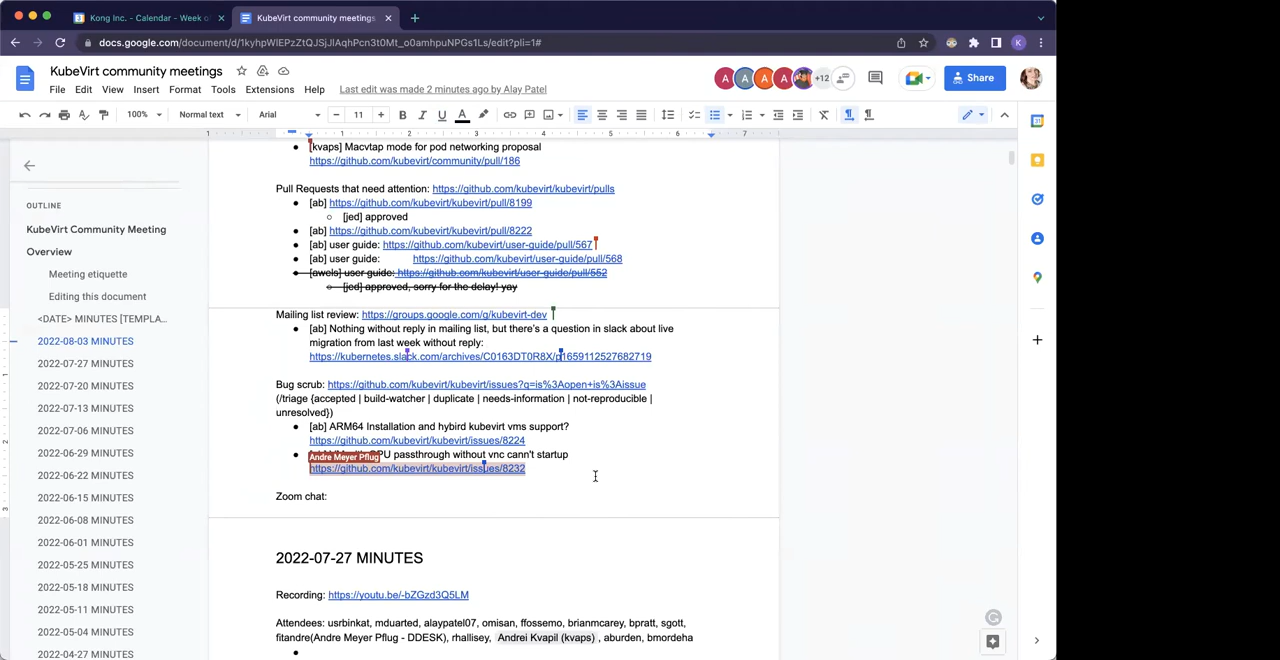 Kong Inc. - Calendar - Week o
KubeVirt community meetings
docs.google.com/document/d/1kyhpWIEPzZtQJSjJlAqhPcn3t0Mt_o0amhpuNPGs1Ls/edit?pli=1#
K
KubeVirt community meetings
File Edit View Insert Format Tools Extensions Help Last edit was made 2 minutes ago by Alay Patel
A A A A +12
Share
100% Normal text Arial 11 B I U A
1 1 2 3 4 5 6 7
OUTLINE
KubeVirt Community Meeting
Overview
Meeting etiquette
Editing this document
<DATE> MINUTES [TEMPLA...
2022-08-03 MINUTES
2022-07-27 MINUTES
2022-07-20 MINUTES
2022-07-13 MINUTES
2022-07-06 MINUTES
2022-06-29 MINUTES
2022-06-22 MINUTES
2022-06-15 MINUTES
2022-06-08 MINUTES
2022-06-01 MINUTES
2022-05-25 MINUTES
2022-05-18 MINUTES
2022-05-11 MINUTES
2022-05-04 MINUTES
2022-04-27 MINUTES
[kvaps] Macvtap mode for pod networking proposal
https://github.com/kubevirt/community/pull/186
Pull Requests that need attention: https://github.com/kubevirt/kubevirt/pulls
[ab] https://github.com/kubevirt/kubevirt/pull/8199
[jed] approved
[ab] https://github.com/kubevirt/kubevirt/pull/8222
[ab] user guide: https://github.com/kubevirt/user-guide/pull/567
[ab] user guide: https://github.com/kubevirt/user-guide/pull/568
[awels] user guide: https://github.com/kubevirt/user-guide/pull/552
[jed] approved, sorry for the delay! yay
Mailing list review: https://groups.google.com/g/kubevirt-dev
[ab] Nothing without reply in mailing list, but there's a question in slack about live
migration from last week without reply:
https://kubernetes.slack.com/archives/C0163DT0R8X/p1659112527682719
Bug scrub: https://github.com/kubevirt/kubevirt/issues?q=is%3Aopen+is%3Aissue
(/triage {accepted | build-watcher | duplicate | needs-information | not-reproducible |
unresolved})
[ab] ARM64 Installation and hybird kubevirt vms support?
https://github.com/kubevirt/kubevirt/issues/8224
Andre Meyer Pflug
passthrough without vnc cann't startup
https://github.com/kubevirt/kubevirt/issues/8232
Zoom chat:
2022-07-27 MINUTES
Recording: https://youtu.be/-bZGzd3Q5LM
Attendees: usrbinkat, mduarted, alaypatel07, omisan, ffossemo, brianmcarey, bpratt, sgott,
fitandre(Andre Meyer Pflug - DDESK), rhallisey, Andrei Kvapil (kvaps) , aburden, bmordeha